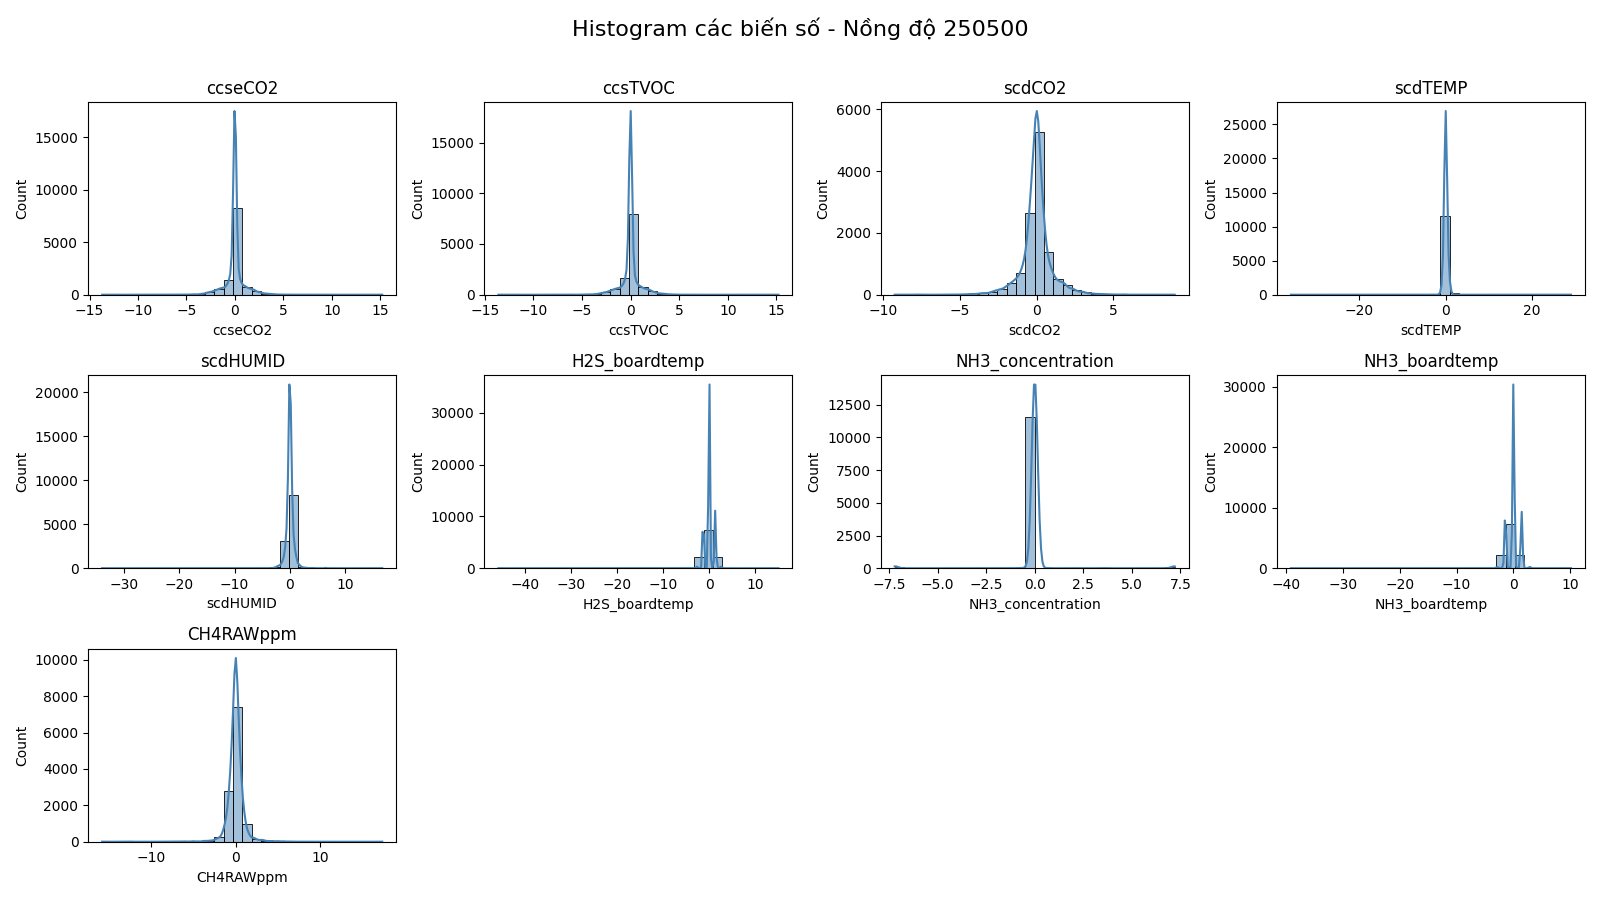 Histogram các biến số - Nồng độ 250500
ccseCO2
Count
15000
10000
5000
0
−15 −10 −5 0 5 10 15
ccseCO2
ccsTVOC
Count
15000
10000
5000
0
−15 −10 −5 0 5 10 15
ccsTVOC
scdCO2
Count
6000
4000
2000
0
−10 −5 0 5
scdCO2
scdTEMP
Count
25000
20000
15000
10000
5000
0
−20 0 20
scdTEMP
scdHUMID
Count
20000
15000
10000
5000
0
−30 −20 −10 0 10
scdHUMID
H2S_boardtemp
Count
30000
20000
10000
0
−40 −30 −20 −10 0 10
H2S_boardtemp
NH3_concentration
Count
12500
10000
7500
5000
2500
0
−7.5 −5.0 −2.5 0.0 2.5 5.0 7.5
NH3_concentration
NH3_boardtemp
Count
30000
20000
10000
0
−40 −30 −20 −10 0 10
NH3_boardtemp
CH4RAWppm
Count
10000
8000
6000
4000
2000
0
−10 0 10
CH4RAWppm